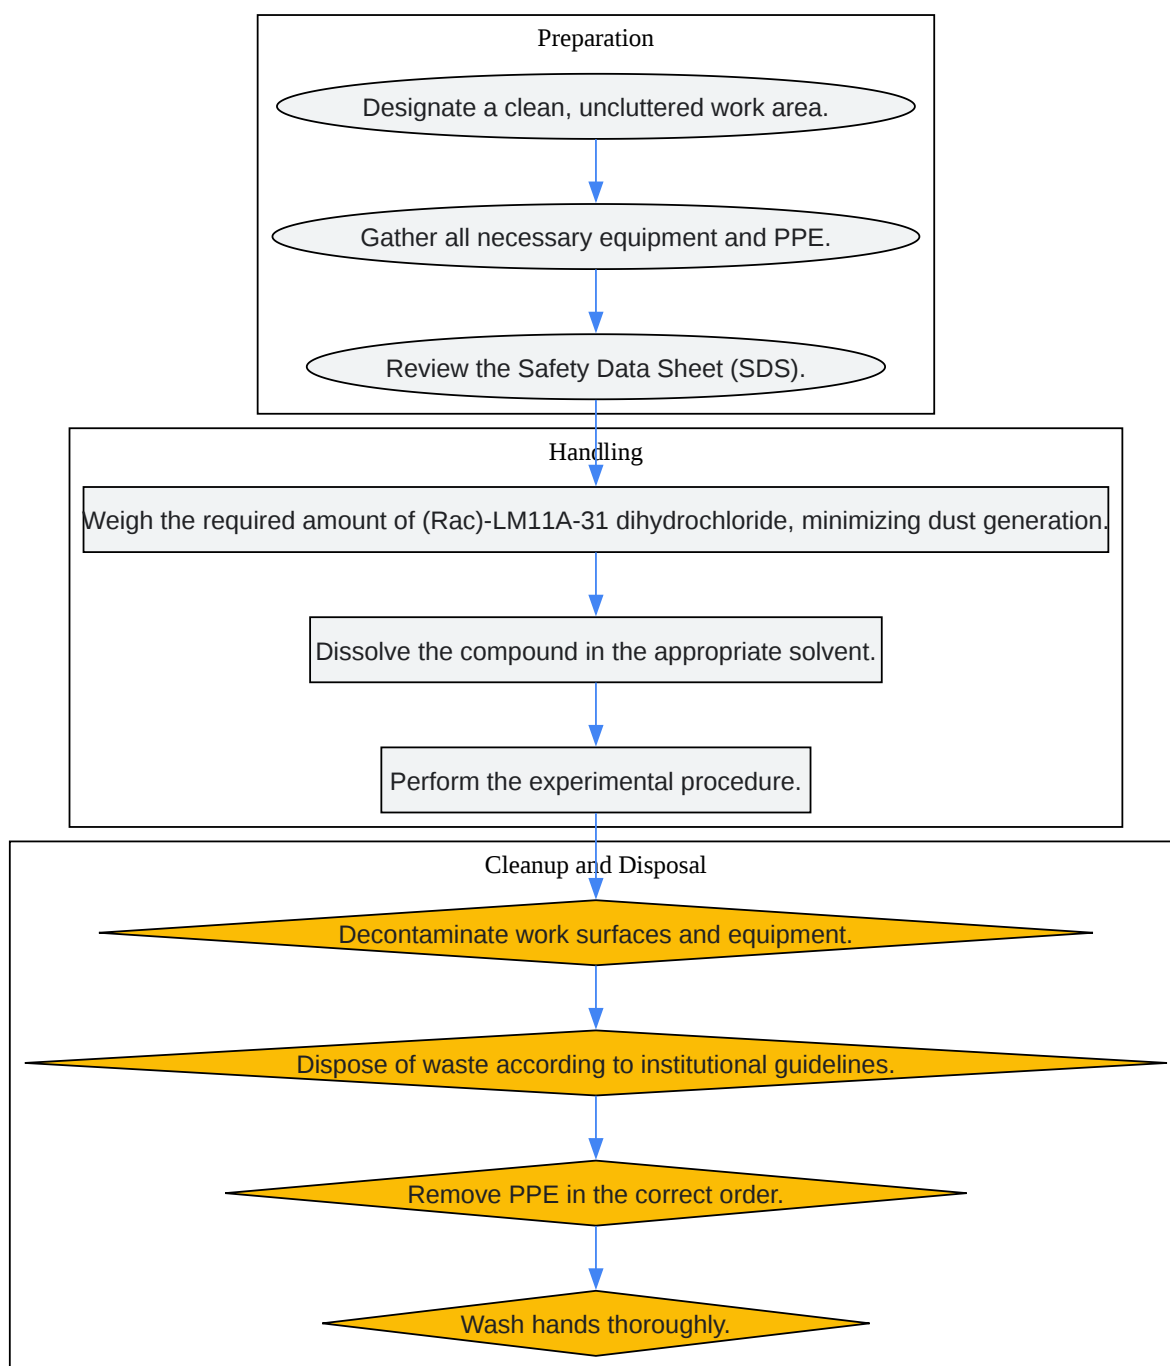 Preparation
Designate a clean, uncluttered work area.
Gather all necessary equipment and PPE.
Review the Safety Data Sheet (SDS).
Handling
Weigh the required amount of (Rac)-LM11A-31 dihydrochloride, minimizing dust generation.
Dissolve the compound in the appropriate solvent.
Perform the experimental procedure.
Cleanup and Disposal
Decontaminate work surfaces and equipment.
Dispose of waste according to institutional guidelines.
Remove PPE in the correct order.
Wash hands thoroughly.